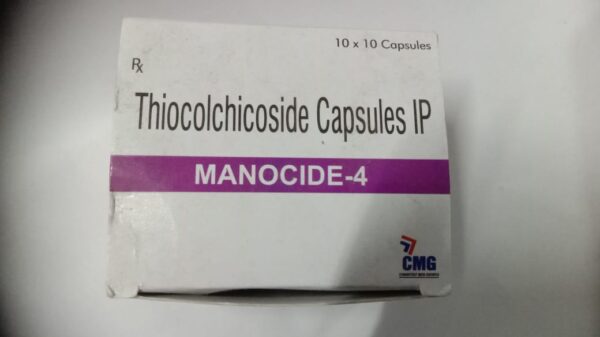 10 x 10 Capsules
Rx
Thiocolchicoside Capsules IP
MANOCIDE-4
CMG